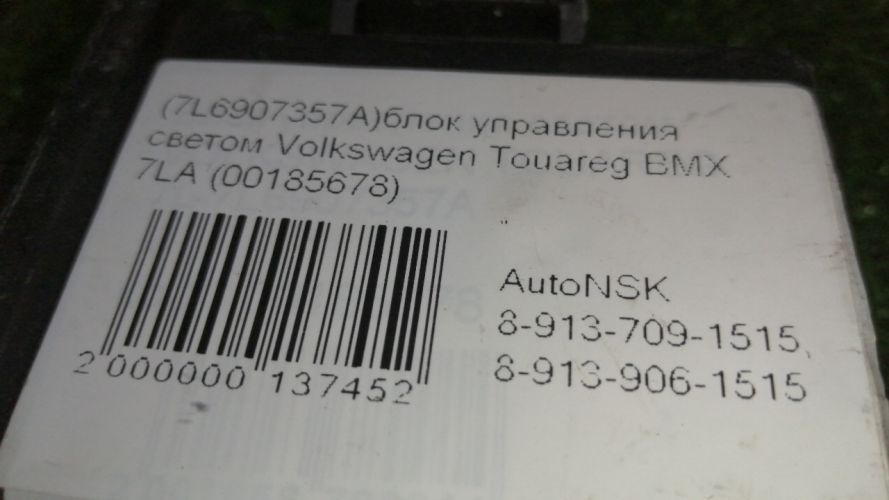 (7L6907357A)блок управления
светом Volkswagen Touareg BMX
7LA (00185678)
AutoNSK
8-913-709-1515,
8-913-906-1515
2 000000 137452